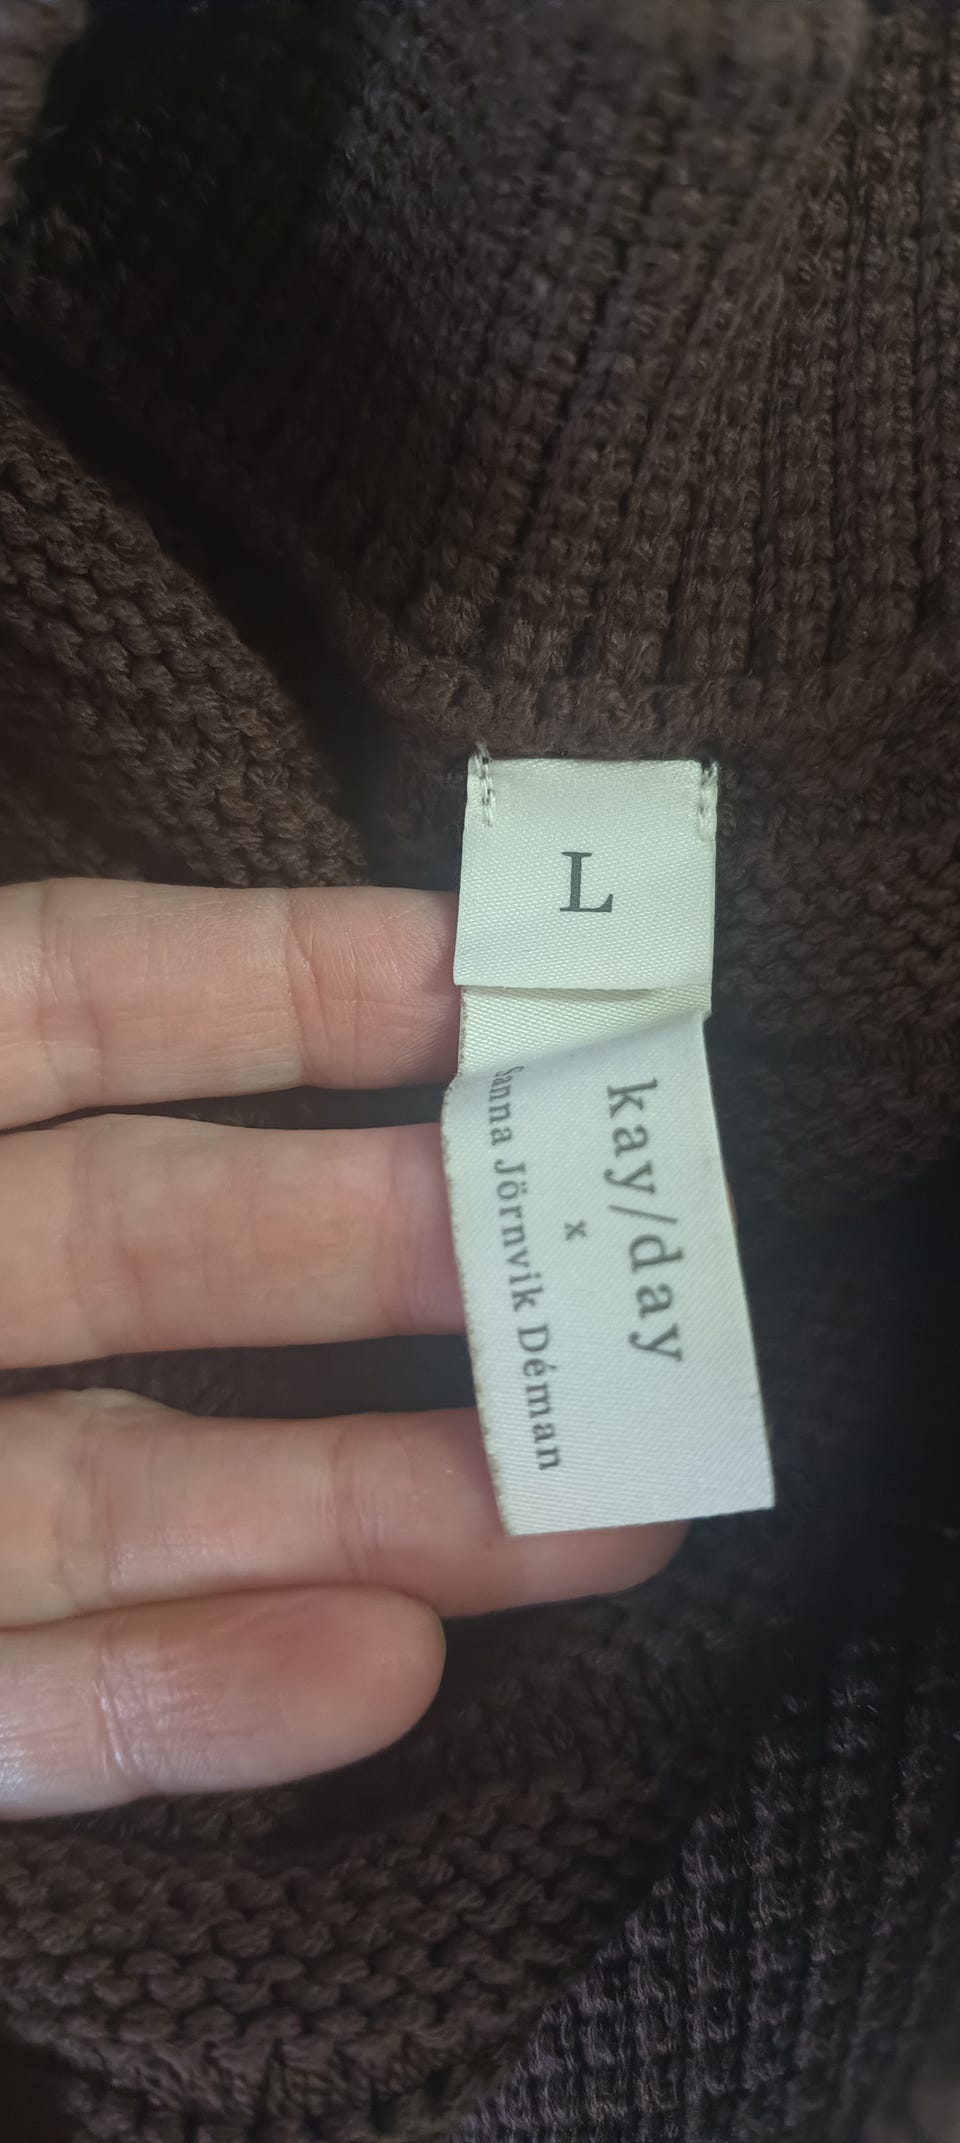 L
kay/day
x
Sanna Jörnvik Déman